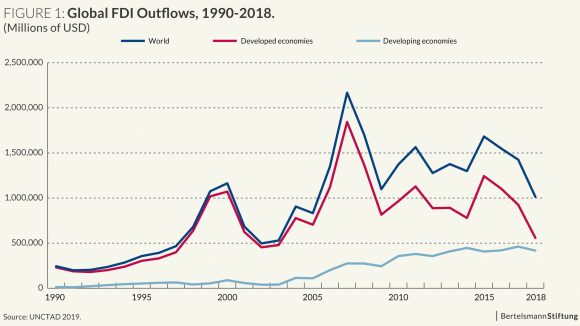 FIGURE 1: Global FDI Outflows, 1990-2018.
(Millions of USD)
World Developed economies Developing economies
2,500,000
2,000,000
1,500,000
1,000,000
500,000
0
1990 1995 2000 2005 2010 2015 2018
Source: UNCTAD 2019. BertelsmannStiftung